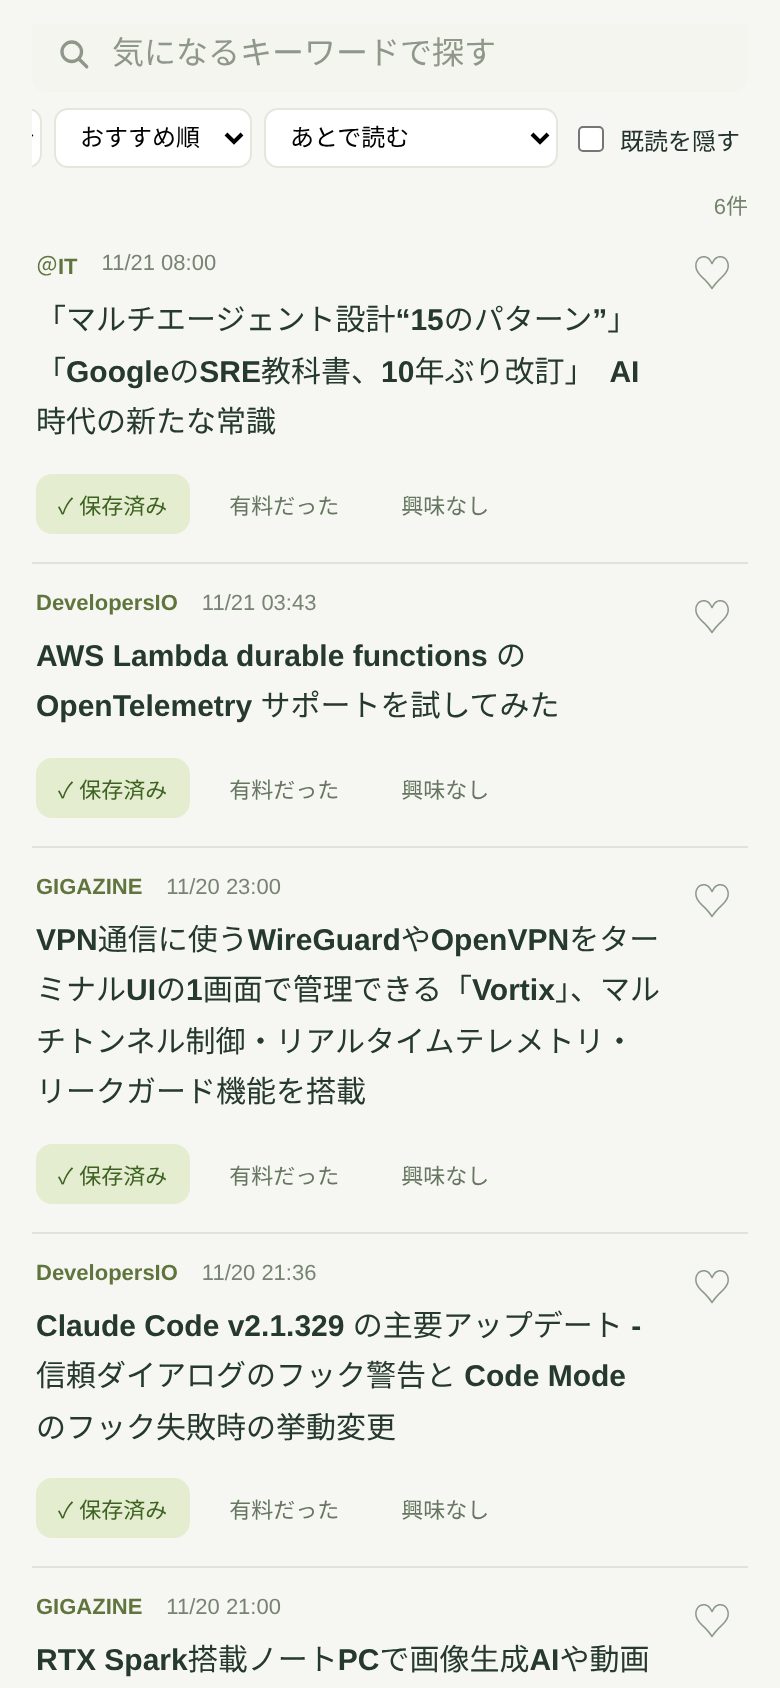 気になるキーワードで探す
おすすめ順 あとで読む 既読を隠す
6件
@IT 11/21 08:00
「マルチエージェント設計“15のパターン”」
「GoogleのSRE教科書、10年ぶり改訂」 AI
時代の新たな常識
✓ 保存済み 有料だった 興味なし
DevelopersIO 11/21 03:43
AWS Lambda durable functions の
OpenTelemetry サポートを試してみた
✓ 保存済み 有料だった 興味なし
GIGAZINE 11/20 23:00
VPN通信に使うWireGuardやOpenVPNをター
ミナルUIの1画面で管理できる「Vortix」、マル
チトンネル制御・リアルタイムテレメトリ・
リークガード機能を搭載
✓ 保存済み 有料だった 興味なし
DevelopersIO 11/20 21:36
Claude Code v2.1.329 の主要アップデート -
信頼ダイアログのフック警告と Code Mode
のフック失敗時の挙動変更
✓ 保存済み 有料だった 興味なし
GIGAZINE 11/20 21:00
RTX Spark搭載ノートPCで画像生成AIや動画